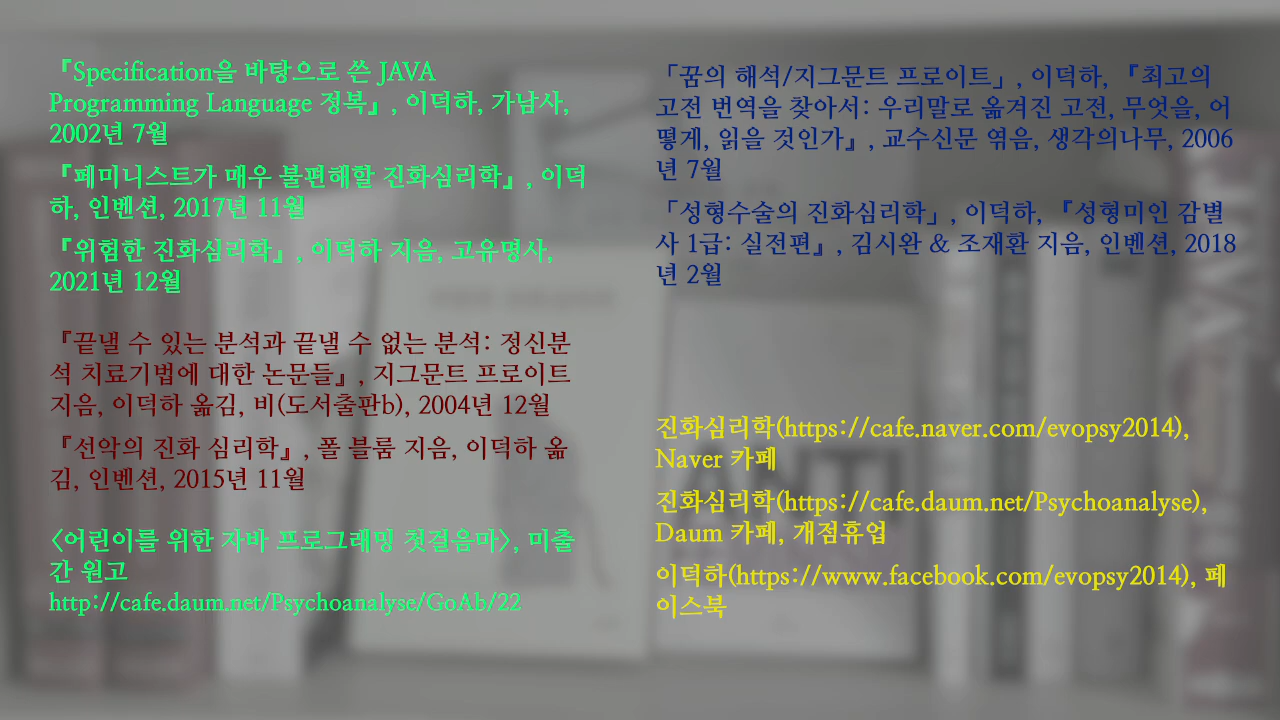 『Specification을 바탕으로 쓴 JAVA
Programming Language 정복』, 이덕하, 가남사,
2002년 7월
『페미니스트가 매우 불편해할 진화심리학』, 이덕
하, 인벤션, 2017년 11월
『위험한 진화심리학』, 이덕하 지음, 고유명사,
2021년 12월
『끝낼 수 있는 분석과 끝낼 수 없는 분석: 정신분
석 치료기법에 대한 논문들』, 지그문트 프로이트
지음, 이덕하 옮김, 비(도서출판b), 2004년 12월
『선악의 진화 심리학』, 폴 블룸 지음, 이덕하 옮
김, 인벤션, 2015년 11월
<어린이를 위한 자바 프로그래밍 첫걸음마>, 미출
간 원고
http://cafe.daum.net/Psychoanalyse/GoAb/22
「꿈의 해석/지그문트 프로이트」, 이덕하, 『최고의
고전 번역을 찾아서: 우리말로 옮겨진 고전, 무엇을, 어
떻게, 읽을 것인가』, 교수신문 엮음, 생각의나무, 2006
년 7월
「성형수술의 진화심리학」, 이덕하, 『성형미인 감별
사 1급: 실전편』, 김시완 & 조재환 지음, 인벤션, 2018
년 2월
진화심리학(https://cafe.naver.com/evopsy2014),
Naver 카페
진화심리학(https://cafe.daum.net/Psychoanalyse),
Daum 카페, 개점휴업
이덕하(https://www.facebook.com/evopsy2014), 페
이스북